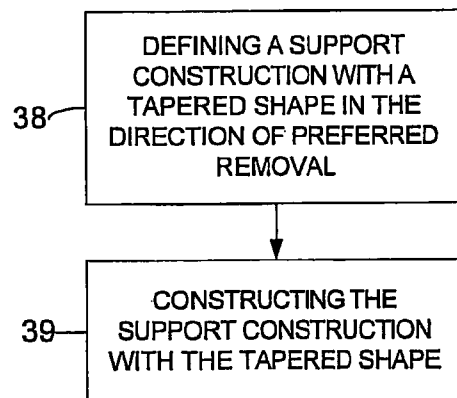 38
DEFINING A SUPPORT
CONSTRUCTION WITH A
TAPERED SHAPE IN THE
DIRECTION OF PREFERRED
REMOVAL
39
CONSTRUCTING THE
SUPPORT CONSTRUCTION
WITH THE TAPERED SHAPE